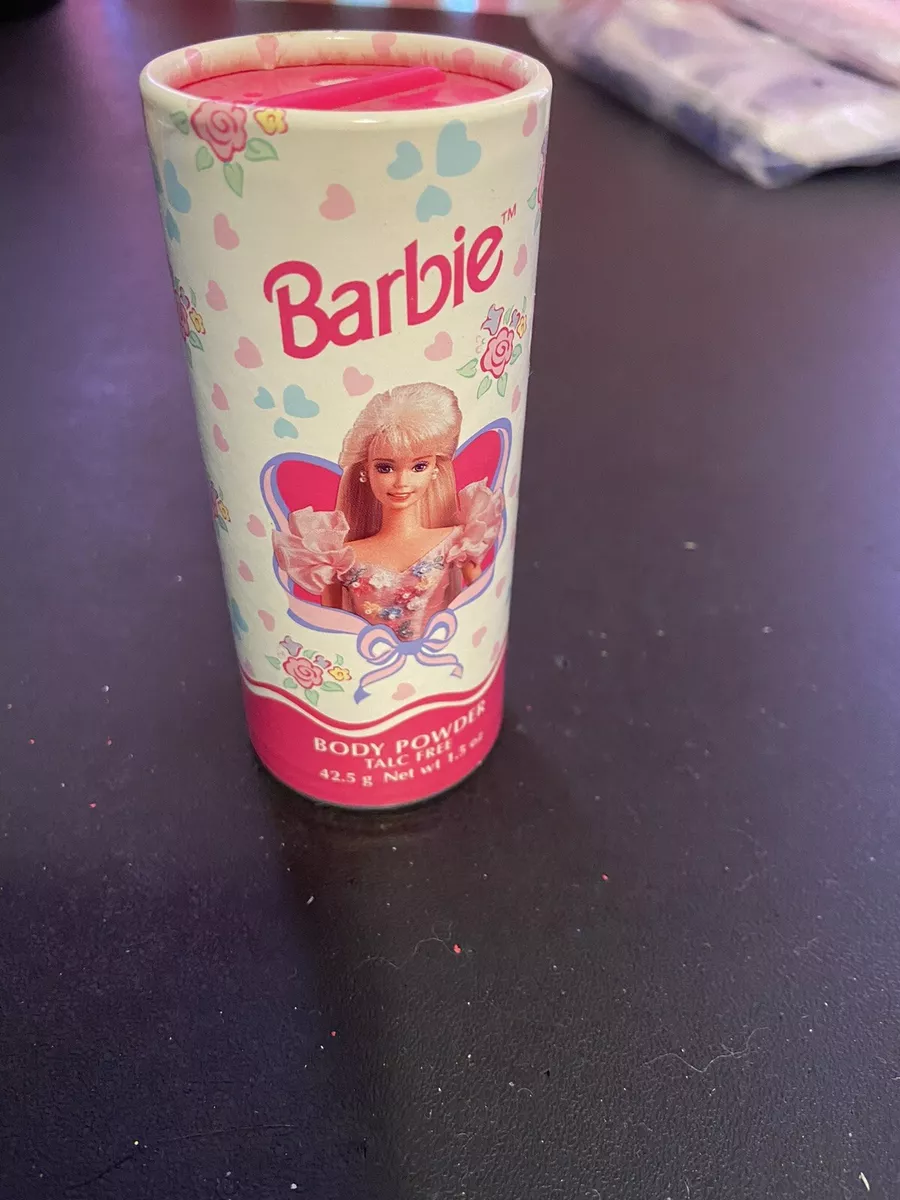 Barbie™
BODY POWDER
TALC FREE
42.5 g Net wt 1.5 oz